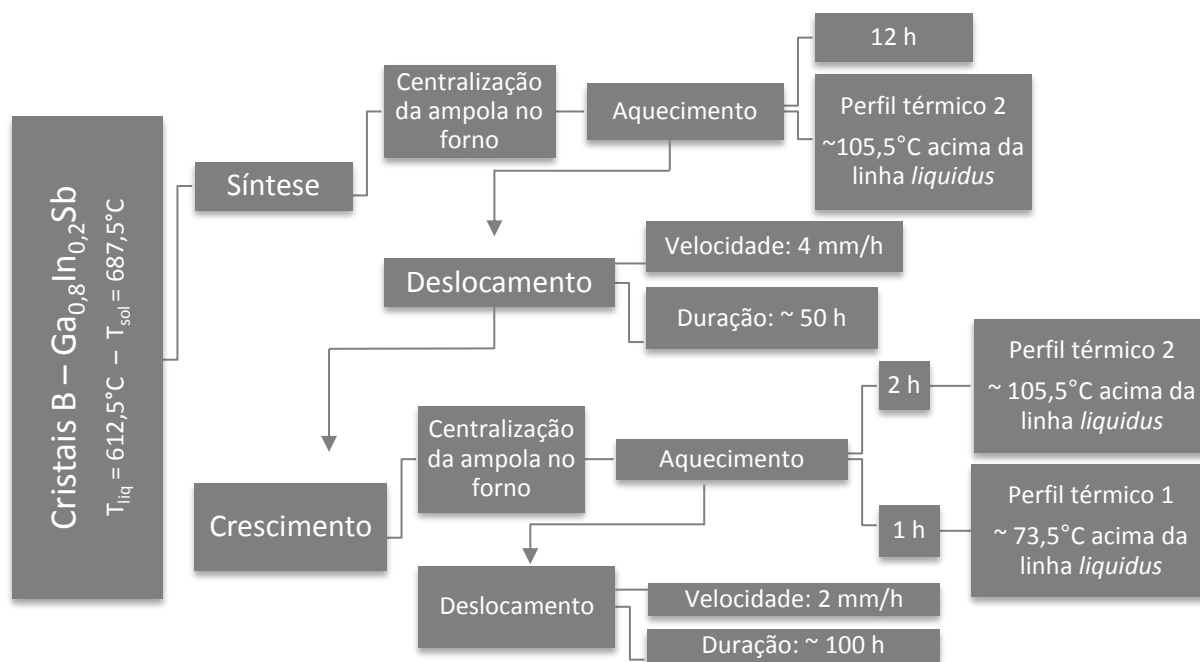 Cristais B – Ga0,8In0,2Sb
Tliq = 612,5°C – Tsol = 687,5°C
Síntese
Centralização
da ampola no
forno
Aquecimento
12 h
Perfil térmico 2
~105,5°C acima da
linha liquidus
Deslocamento
Velocidade: 4 mm/h
Duração: ~ 50 h
Crescimento
Centralização
da ampola no
forno
Aquecimento
2 h
Perfil térmico 2
~ 105,5°C acima da
linha liquidus
1 h
Perfil térmico 1
~ 73,5°C acima da
linha liquidus
Deslocamento
Velocidade: 2 mm/h
Duração: ~ 100 h